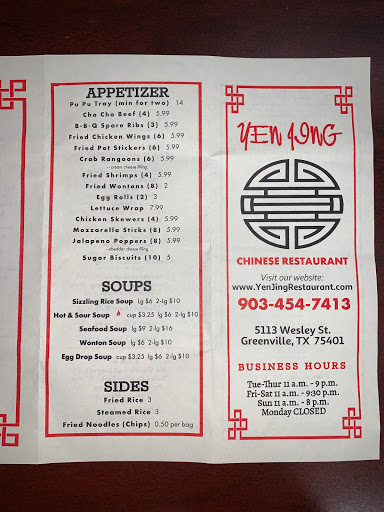 APPETIZER
Pu Pu Tray (min for two) 14
Cho Cho Beef (4) 5.99
B-B-Q Spare Ribs (3) 5.99
Fried Chicken Wings (6) 5.99
Fried Pot Stickers (6) 5.99
Crab Rangoons (6) 5.99
—cream cheese filling
Fried Shrimps (4) 5.99
Fried Wontons (8) 2
Egg Rolls (2) 3
Lettuce Wrap 7.99
Chicken Skewers (4) 5.99
Mozzarella Sticks (8) 5.99
Jalapeno Poppers (8) 5.99
—chedder cheese filling
Sugar Biscuits (10) 5
SOUPS
Sizzling Rice Soup lg $6 2-lg $10
Hot & Sour Soup cup $3.25 lg $6 2-lg $10
Seafood Soup lg $9 2-lg $16
Wonton Soup lg $6 2-lg $10
Egg Drop Soup cup $3.25 lg $6 2-lg $10
SIDES
Fried Rice 3
Steamed Rice 3
Fried Noodles (Chips) 0.50 per bag
YEN JING
CHINESE RESTAURANT
Visit our website:
www.YenJingRestaurant.com
903-454-7413
5113 Wesley St.
Greenville, TX 75401
BUSINESS HOURS
Tue-Thur 11 a.m. - 9 p.m.
Fri-Sat 11 a.m. - 9:30 p.m.
Sun 11 a.m. - 8 p.m.
Monday CLOSED